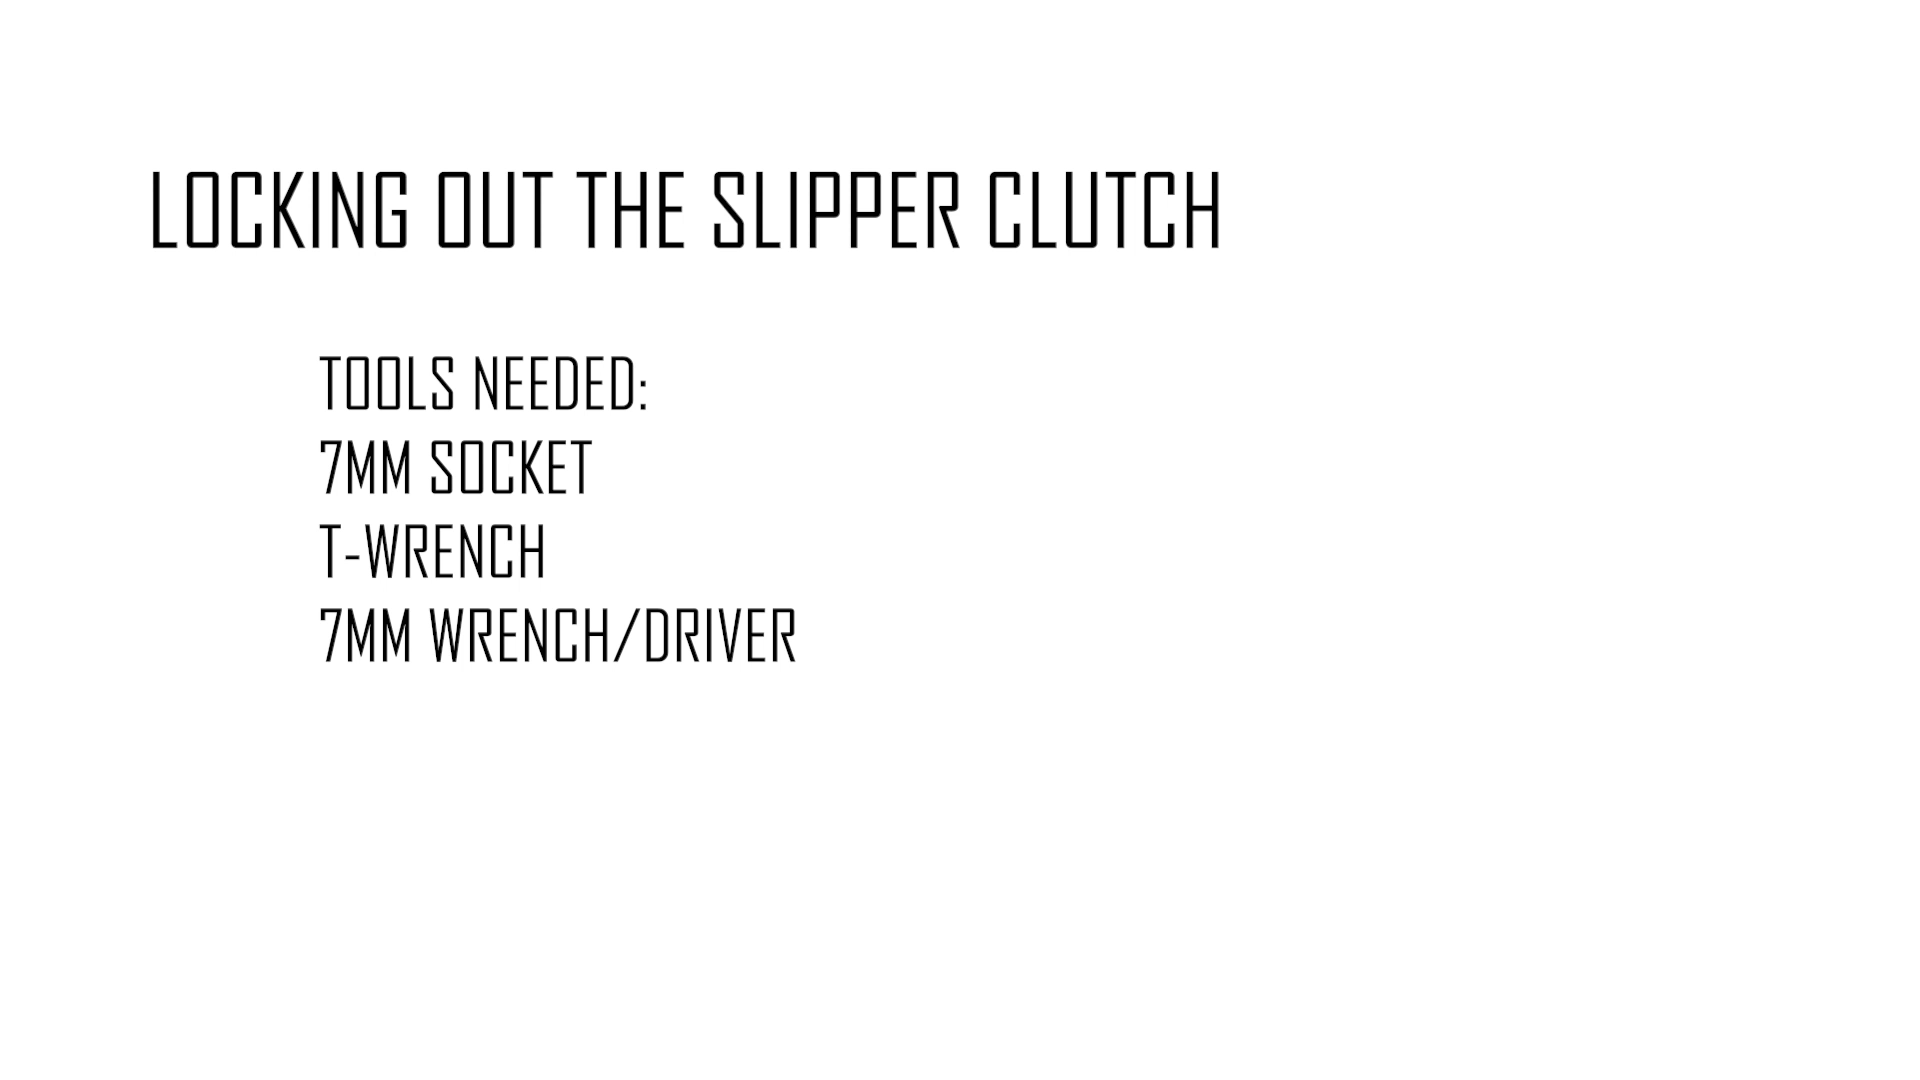 LOCKING OUT THE SLIPPER CLUTCH
TOOLS NEEDED:
7MM SOCKET
T-WRENCH
7MM WRENCH/DRIVER